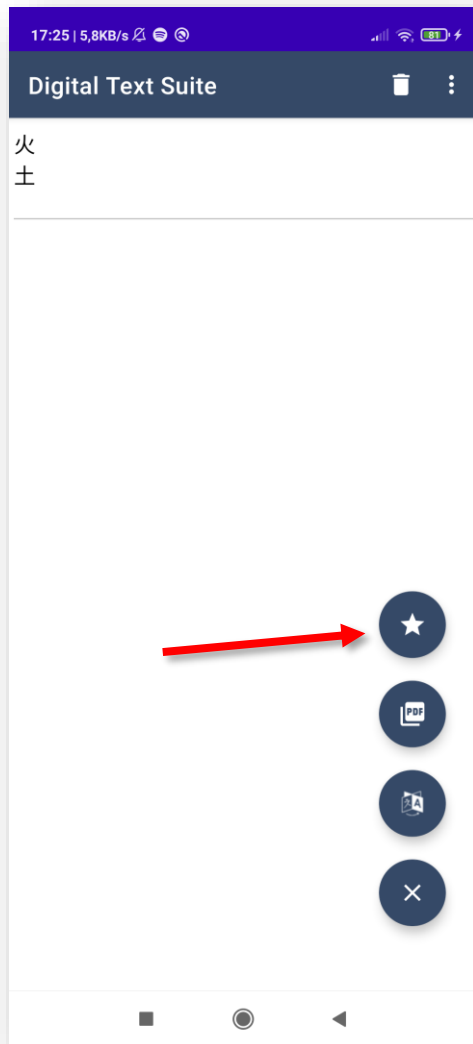 17:25 | 5,8KB/s
81
Digital Text Suite
火
土
PDF
A